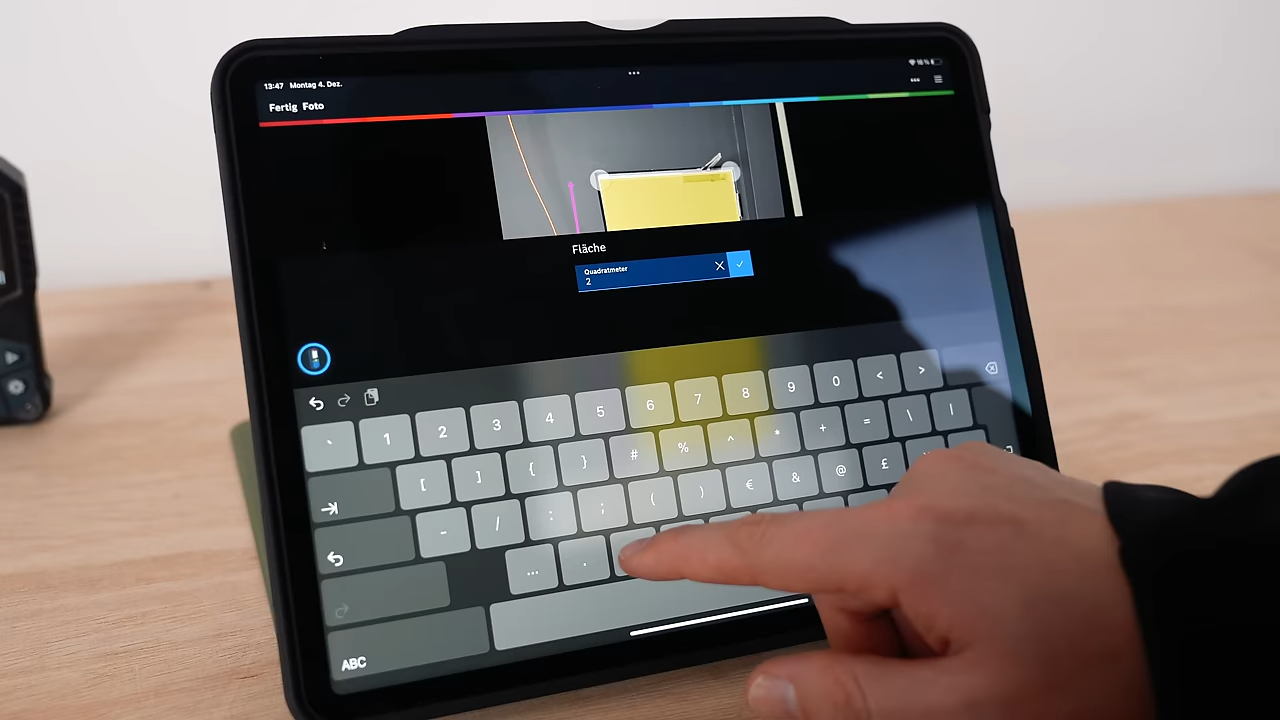 13:47 Montag 4. Dez.
Fertig Foto
Fläche
Quadratmeter
2
` 1 2 3 4 5 6 7 8 9 0 < >
[ ] { } # % ^ * + = \ |
- / : ; ( ) € & @ £
... .
ABC